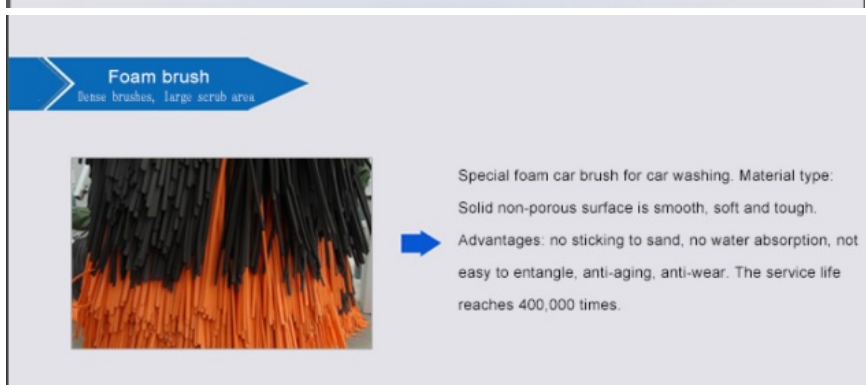 Foam brush
Dense brushes, large scrub area
Special foam car brush for car washing. Material type:
Solid non-porous surface is smooth, soft and tough.
Advantages: no sticking to sand, no water absorption, not
easy to entangle, anti-aging, anti-wear. The service life
reaches 400,000 times.